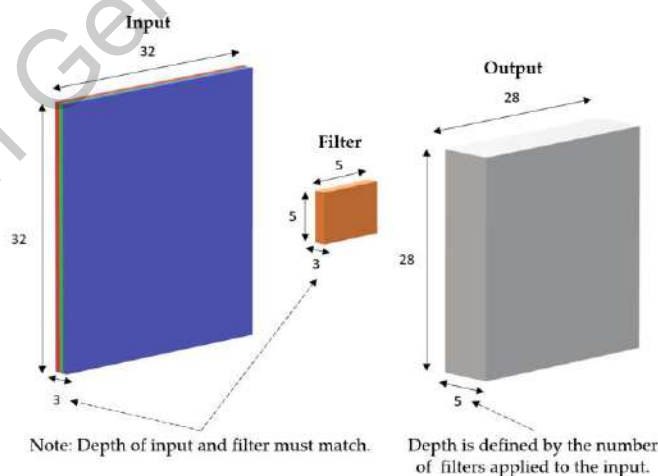 Input
32
32
3
Filter
5
5
3
Output
28
28
5
Note: Depth of input and filter must match.
Depth is defined by the number
of filters applied to the input.